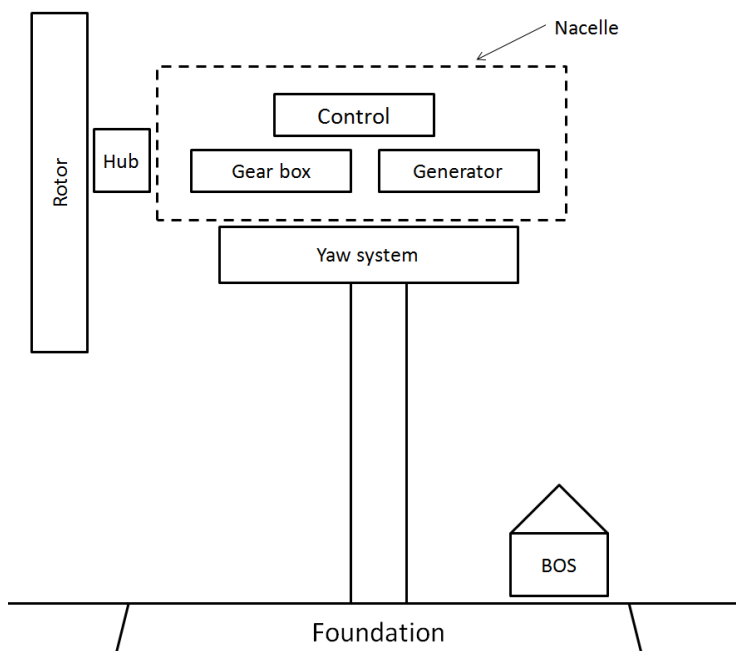 Nacelle
Control
Rotor
Hub
Gear box
Generator
Yaw system
BOS
Foundation